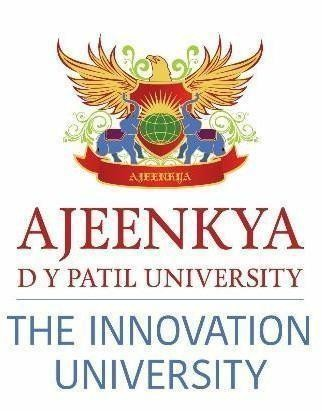 AJEENKYA
AJEENKYA
D Y PATIL UNIVERSITY
THE INNOVATION
UNIVERSITY